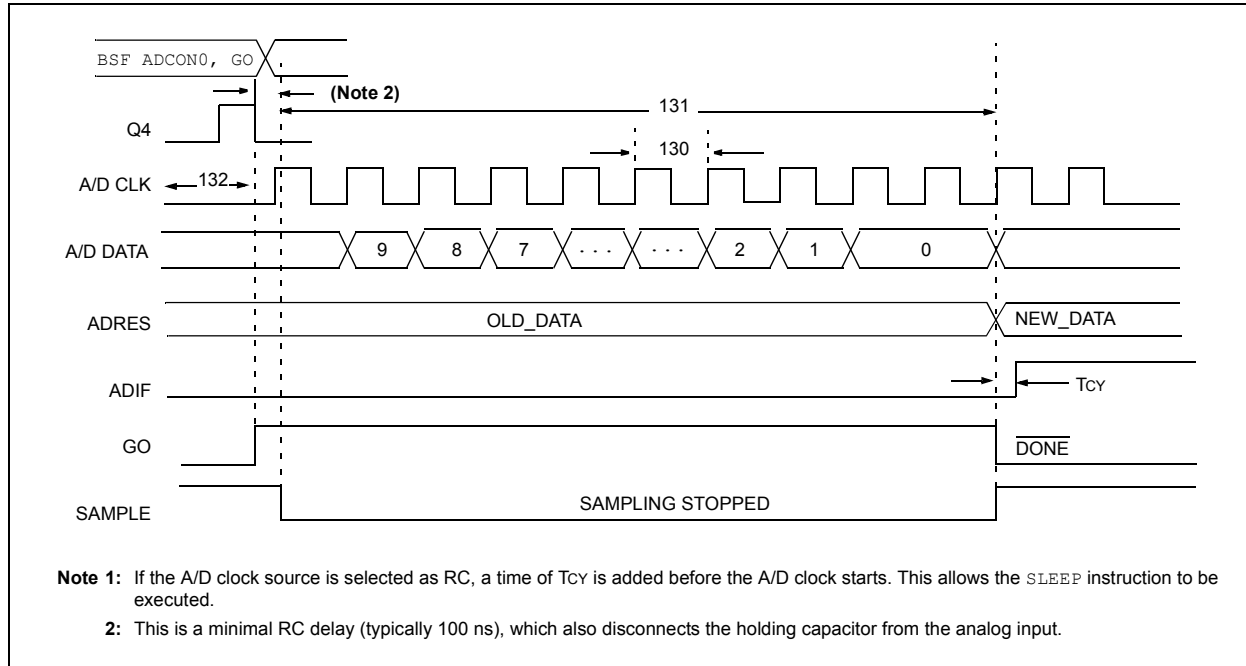 BSF ADCON0, GO
(Note 2)
131
Q4
130
A/D CLK
132
A/D DATA
9 8 7 · · · · · · 2 1 0
ADRES
OLD_DATA
NEW_DATA
ADIF
TCY
GO
DONE
SAMPLE
SAMPLING STOPPED
Note 1: If the A/D clock source is selected as RC, a time of TCY is added before the A/D clock starts. This allows the SLEEP instruction to be
executed.
2: This is a minimal RC delay (typically 100 ns), which also disconnects the holding capacitor from the analog input.